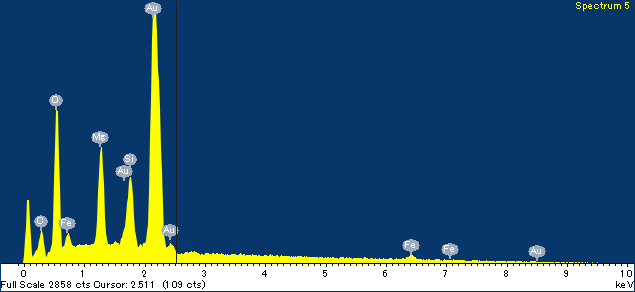 Spectrum 5
Au
O
Mg
Si
Au
C
Fe
Au
Fe
Fe
Au
0 1 2 3 4 5 6 7 8 9 10
Full Scale 2858 cts Cursor: 2.511 (109 cts) keV